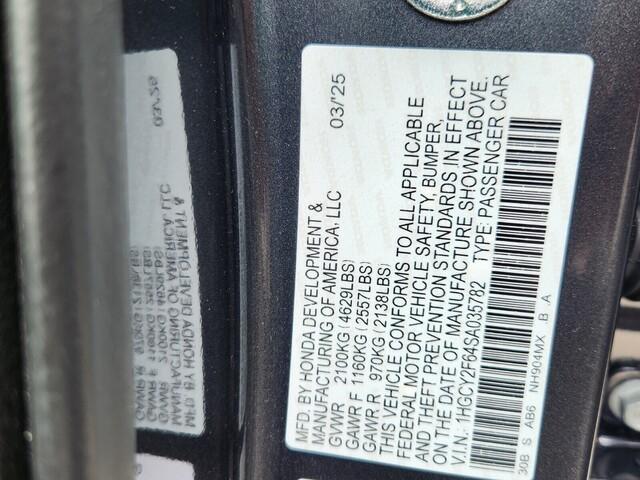 MFD. BY HONDA DEVELOPMENT &
MANUFACTURING OF AMERICA, LLC 03/'25
GVWR 2100KG (4629LBS)
GAWR F 1160KG (2557LBS)
GAWR R 970KG (2138LBS)
THIS VEHICLE CONFORMS TO ALL APPLICABLE
FEDERAL MOTOR VEHICLE SAFETY, BUMPER,
AND THEFT PREVENTION STANDARDS IN EFFECT
ON THE DATE OF MANUFACTURE SHOWN ABOVE.
V.I.N.: 1HGCY2F64SA035782 TYPE: PASSENGER CAR
30B S AB6 NH904MX B A